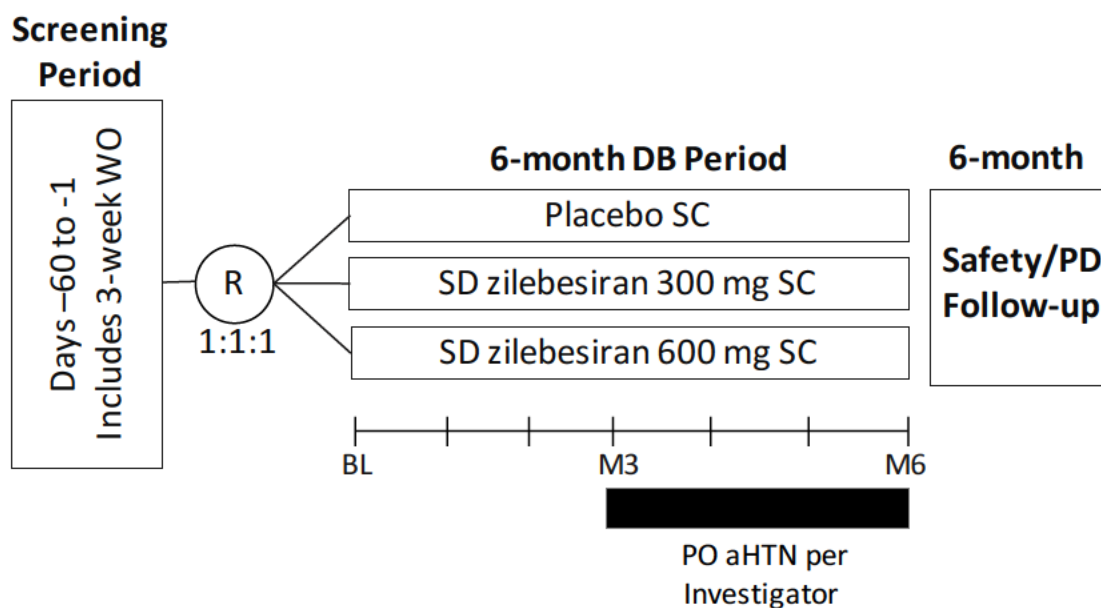 Screening
Period
Days –60 to -1
Includes 3-week WO
R
1:1:1
6-month DB Period
Placebo SC
SD zilebesiran 300 mg SC
SD zilebesiran 600 mg SC
BL
M3
M6
PO aHTN per
Investigator
6-month
Safety/PD
Follow-up